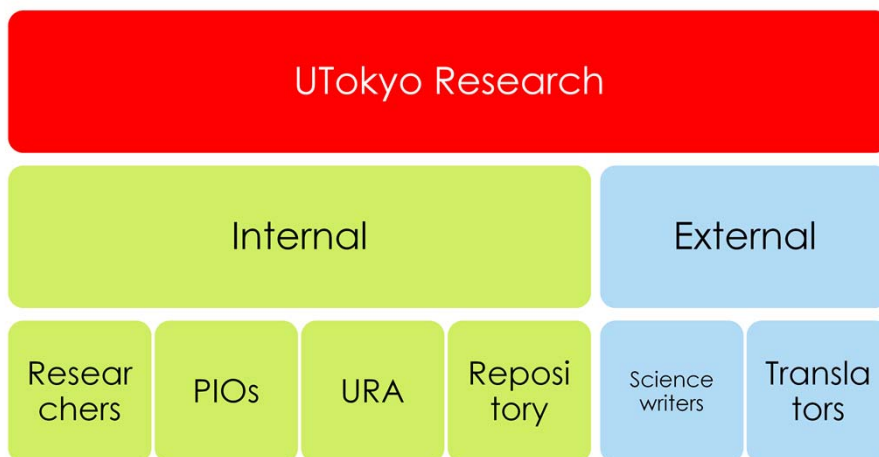 UTokyo Research
Internal
External
Resear
chers
PIOs
URA
Reposi
tory
Science
writers
Transla
tors